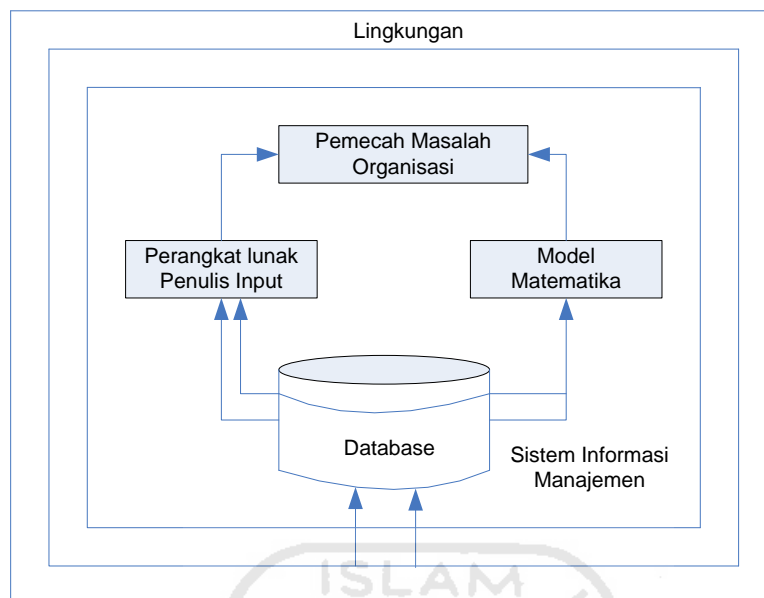 Lingkungan
Pemecah Masalah
Organisasi
Perangkat lunak
Penulis Input
Model
Matematika
Database
Sistem Informasi
Manajemen
ISLAM